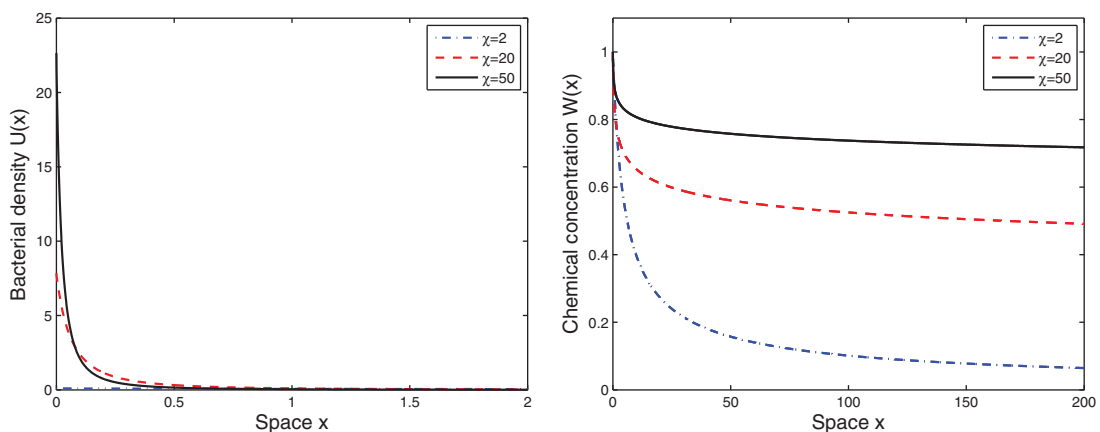 25
20
15
10
5
0
Bacterial density U(x)
χ=2
χ=20
χ=50
0
0.5
1
1.5
2
Space x
1
0.8
0.6
0.4
0.2
0
Chemical concentration W(x)
χ=2
χ=20
χ=50
0
50
100
150
200
Space x